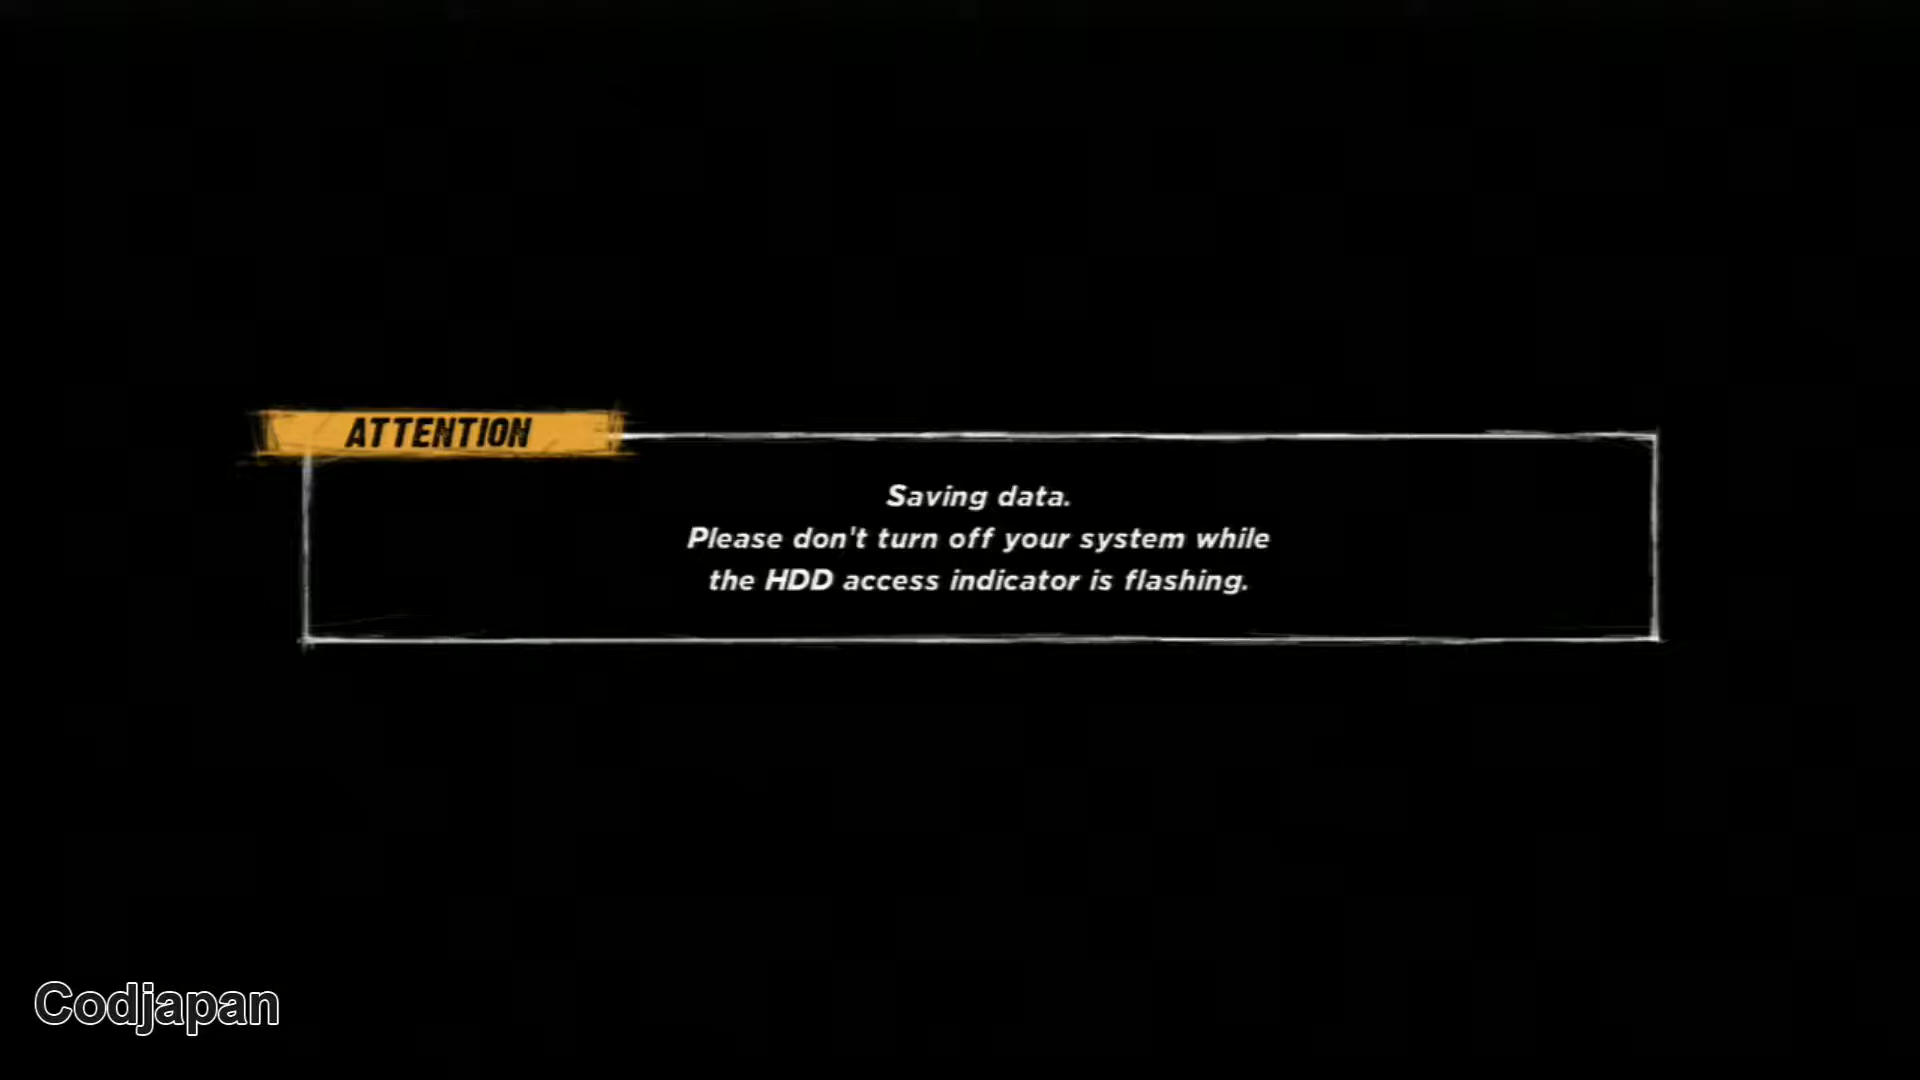 ATTENTION
Saving data.
Please don't turn off your system while
the HDD access indicator is flashing.
Codjapan